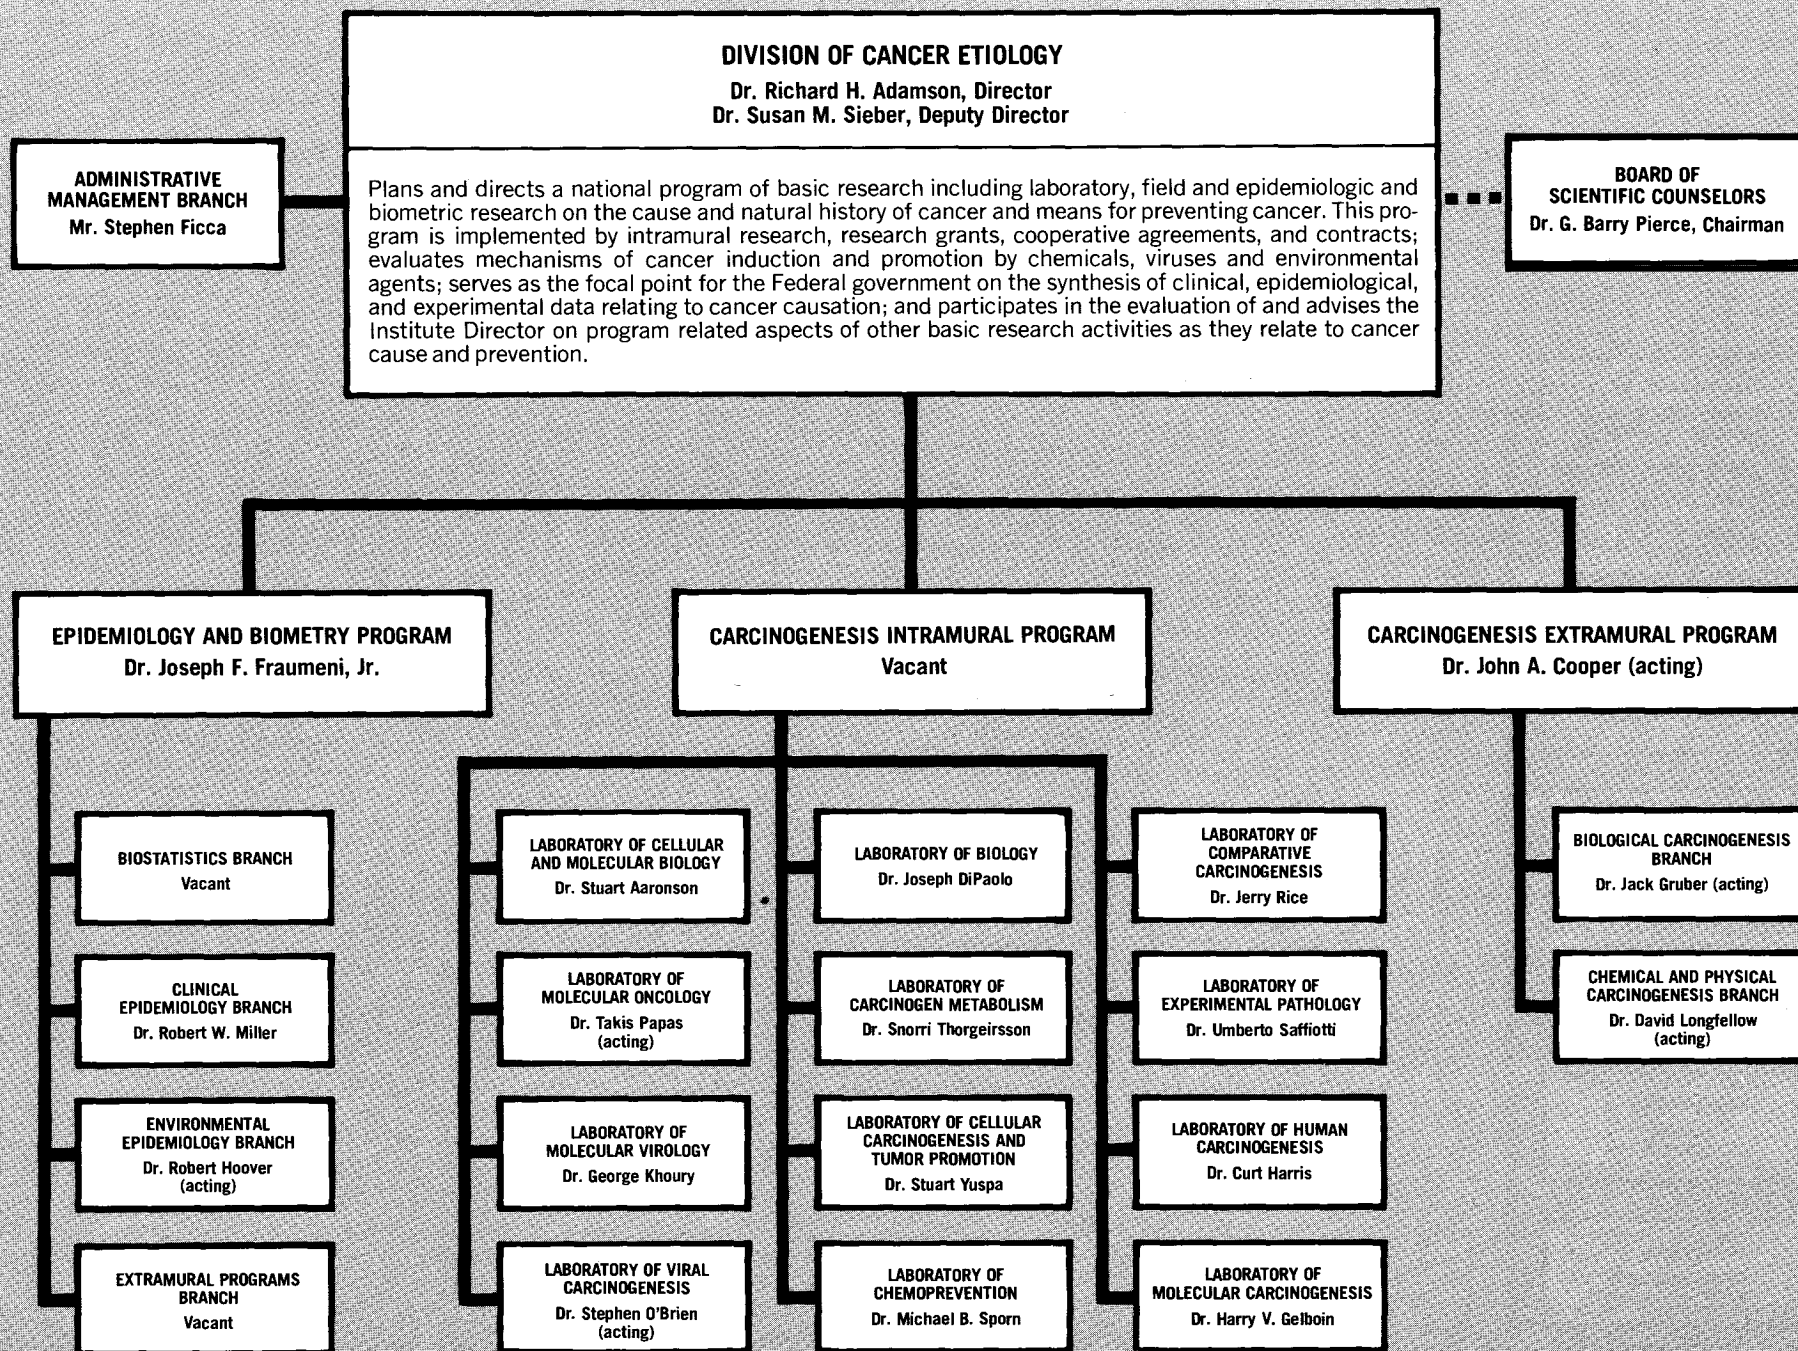 DIVISION OF CANCER ETIOLOGY
Dr. Richard H. Adamson, Director
Dr. Susan M. Sieber, Deputy Director
Plans and directs a national program of basic research including laboratory, field and epidemiologic and
biometric research on the cause and natural history of cancer and means for preventing cancer. This pro-
gram is implemented by intramural research, research grants, cooperative agreements, and contracts;
evaluates mechanisms of cancer induction and promotion by chemicals, viruses and environmental
agents; serves as the focal point for the Federal government on the synthesis of clinical, epidemiological,
and experimental data relating to cancer causation; and participates in the evaluation of and advises the
Institute Director on program related aspects of other basic research activities as they relate to cancer
cause and prevention.
ADMINISTRATIVE
MANAGEMENT BRANCH
Mr. Stephen Ficca
BOARD OF
SCIENTIFIC COUNSELORS
Dr. G. Barry Pierce, Chairman
EPIDEMIOLOGY AND BIOMETRY PROGRAM
Dr. Joseph F. Fraumeni, Jr.
CARCINOGENESIS INTRAMURAL PROGRAM
Vacant
CARCINOGENESIS EXTRAMURAL PROGRAM
Dr. John A. Cooper (acting)
BIOSTATISTICS BRANCH
Vacant
CLINICAL
EPIDEMIOLOGY BRANCH
Dr. Robert W. Miller
ENVIRONMENTAL
EPIDEMIOLOGY BRANCH
Dr. Robert Hoover
(acting)
EXTRAMURAL PROGRAMS
BRANCH
Vacant
LABORATORY OF CELLULAR
AND MOLECULAR BIOLOGY
Dr. Stuart Aaronson
LABORATORY OF
MOLECULAR ONCOLOGY
Dr. Takis Papas
(acting)
LABORATORY OF
MOLECULAR VIROLOGY
Dr. George Khoury
LABORATORY OF VIRAL
CARCINOGENESIS
Dr. Stephen O'Brien
(acting)
LABORATORY OF BIOLOGY
Dr. Joseph DiPaolo
LABORATORY OF
CARCINOGEN METABOLISM
Dr. Snorri Thorgeirsson
LABORATORY OF CELLULAR
CARCINOGENESIS AND
TUMOR PROMOTION
Dr. Stuart Yuspa
LABORATORY OF
CHEMOPREVENTION
Dr. Michael B. Sporn
LABORATORY OF
COMPARATIVE
CARCINOGENESIS
Dr. Jerry Rice
LABORATORY OF
EXPERIMENTAL PATHOLOGY
Dr. Umberto Saffiotti
LABORATORY OF HUMAN
CARCINOGENESIS
Dr. Curt Harris
LABORATORY OF
MOLECULAR CARCINOGENESIS
Dr. Harry V. Gelboin
BIOLOGICAL CARCINOGENESIS
BRANCH
Dr. Jack Gruber (acting)
CHEMICAL AND PHYSICAL
CARCINOGENESIS BRANCH
Dr. David Longfellow
(acting)